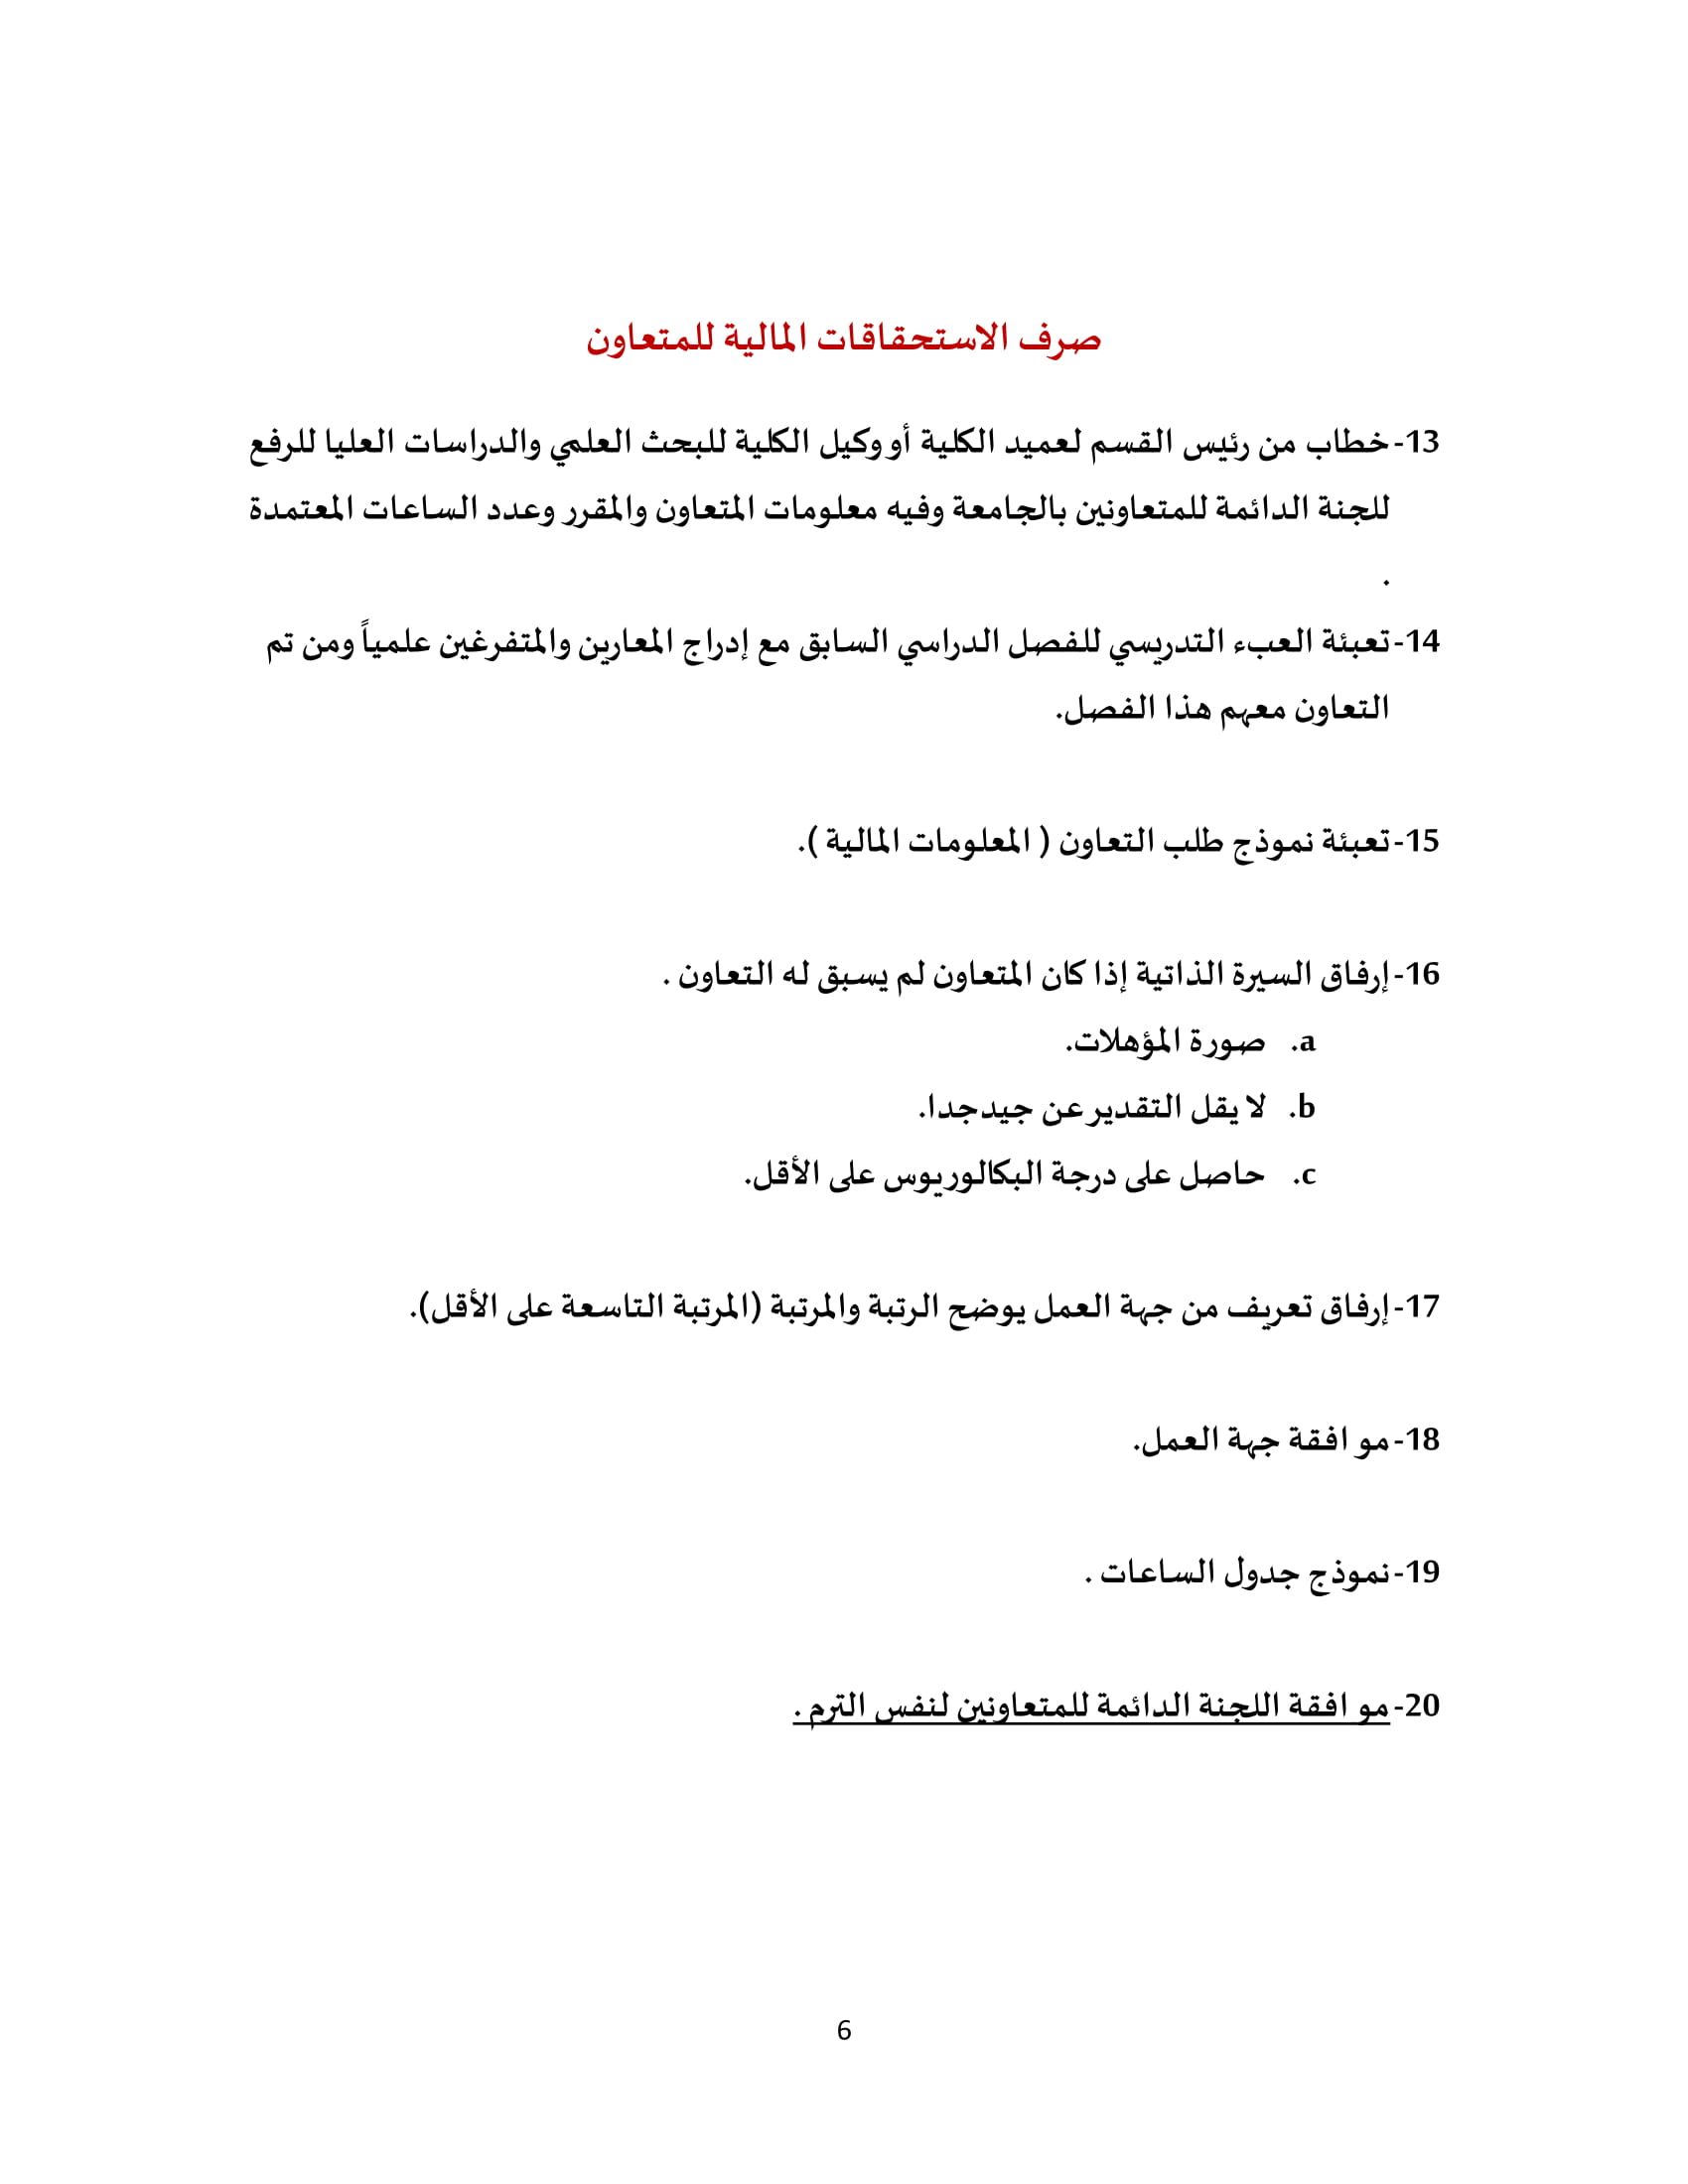 صرف الاستحقاقات المالية للمتعاون
13- خطاب من رئيس القسم لعميد الكلية أو وكيل الكلية للبحث العلمي والدراسات العليا للرفع
للجنة الدائمة للمتعاونين بالجامعة وفيه معلومات المتعاون والمقرر وعدد الساعات المعتمدة
.
14- تعبئة العبء التدريسي للفصل الدراسي السابق مع إدراج المعارين والمتفرغين علمياً ومن تم
التعاون معهم هذا الفصل.
15- تعبئة نموذج طلب التعاون ( المعلومات المالية ).
16- إرفاق السيرة الذاتية إذا كان المتعاون لم يسبق له التعاون .
a. صورة المؤهلات.
b. لا يقل التقدير عن جيد جدا.
c. حاصل على درجة البكالوريوس على الأقل.
17- إرفاق تعريف من جهة العمل يوضح الرتبة والمرتبة (المرتبة التاسعة على الأقل).
18- موافقة جهة العمل.
19- نموذج جدول الساعات .
20- موافقة اللجنة الدائمة للمتعاونين لنفس الترم .
6